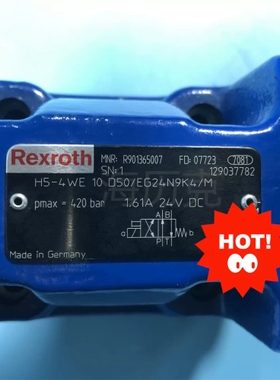 Rexroth
MNR: R901365007 FD: 07723 7081
SN: 1 129037782
H5-4WE 10 D50/EG24N9K4/M
pmax = 420 bar 1.61A 24V DC
A B
P T
Made in Germany
HOT!